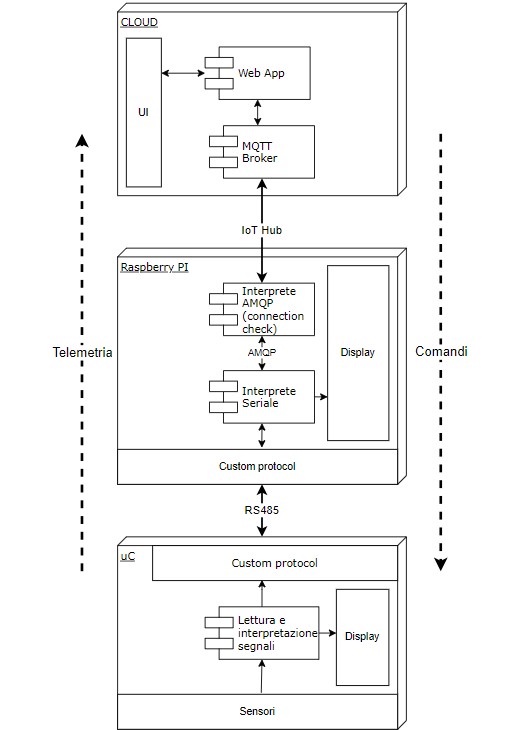 CLOUD
UI
Web App
MQTT
Broker
IoT Hub
Raspberry PI
Interprete
AMQP
(connection
check)
Telemetria
AMQP
Display
Comandi
Interprete
Seriale
Custom protocol
RS485
uC
Custom protocol
Lettura e
interpretazione
segnali
Display
Sensori